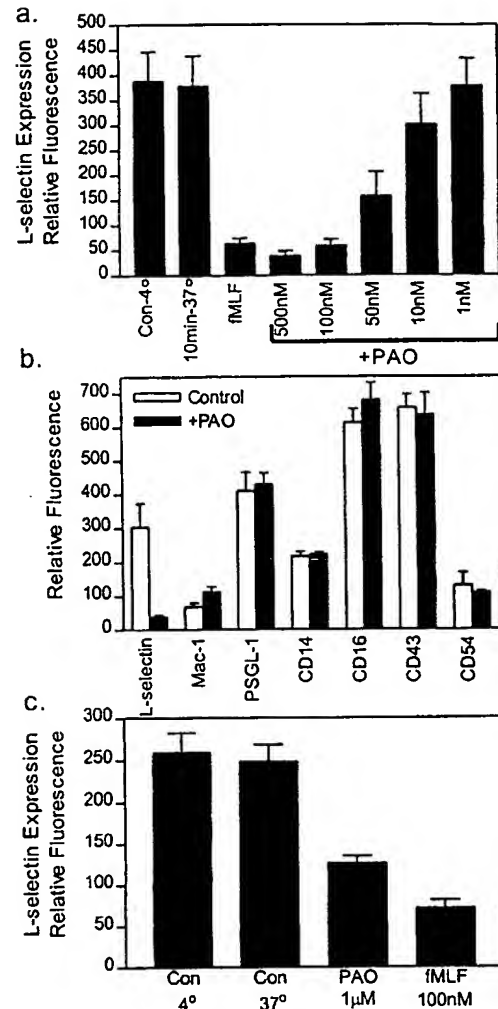 a.
L-selectin Expression
Relative Fluorescence
500
450
400
350
300
250
200
150
100
50
0
Con-4°
10min-37°
fMLF
500nM
100nM
50nM
10nM
1nM
+PAO
b.
Relative Fluorescence
700
600
500
400
300
200
100
0
Control
+PAO
L-selectin
Mac-1
PSGL-1
CD14
CD16
CD43
CD54
c.
L-selectin Expression
Relative Fluorescence
300
250
200
150
100
50
0
Con Con PAO fMLF
4° 37° 1µM 100nM